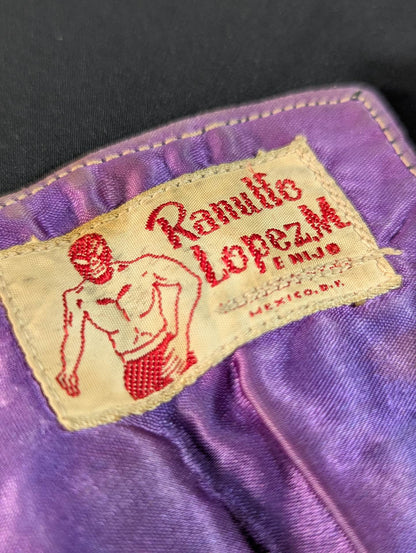 Ranulfo
Lopez, M.
E HIJO
MEXICO, D.F.